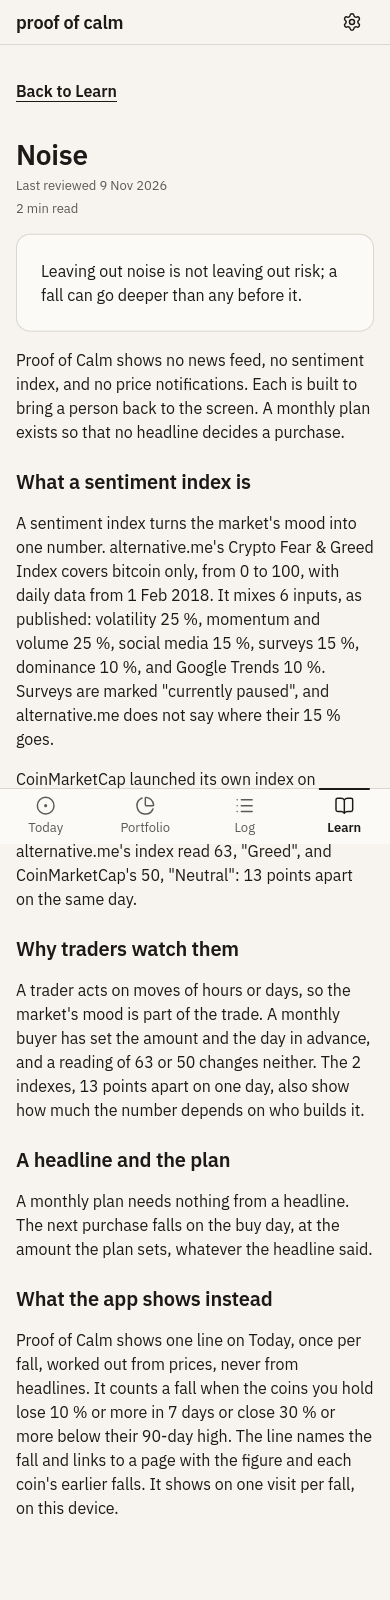 proof of calm
Back to Learn
Noise
Last reviewed 9 Nov 2026
2 min read
Leaving out noise is not leaving out risk; a
fall can go deeper than any before it.
Proof of Calm shows no news feed, no sentiment
index, and no price notifications. Each is built to
bring a person back to the screen. A monthly plan
exists so that no headline decides a purchase.
What a sentiment index is
A sentiment index turns the market's mood into
one number. alternative.me's Crypto Fear & Greed
Index covers bitcoin only, from 0 to 100, with
daily data from 1 Feb 2018. It mixes 6 inputs, as
published: volatility 25 %, momentum and
volume 25 %, social media 15 %, surveys 15 %,
dominance 10 %, and Google Trends 10 %.
Surveys are marked "currently paused", and
alternative.me does not say where their 15 %
goes.
CoinMarketCap launched its own index on
Today
Portfolio
Log
Learn
alternative.me's index read 63, "Greed", and
CoinMarketCap's 50, "Neutral": 13 points apart
on the same day.
Why traders watch them
A trader acts on moves of hours or days, so the
market's mood is part of the trade. A monthly
buyer has set the amount and the day in advance,
and a reading of 63 or 50 changes neither. The 2
indexes, 13 points apart on one day, also show
how much the number depends on who builds it.
A headline and the plan
A monthly plan needs nothing from a headline.
The next purchase falls on the buy day, at the
amount the plan sets, whatever the headline said.
What the app shows instead
Proof of Calm shows one line on Today, once per
fall, worked out from prices, never from
headlines. It counts a fall when the coins you hold
lose 10 % or more in 7 days or close 30 % or
more below their 90-day high. The line names the
fall and links to a page with the figure and each
coin's earlier falls. It shows on one visit per fall,
on this device.